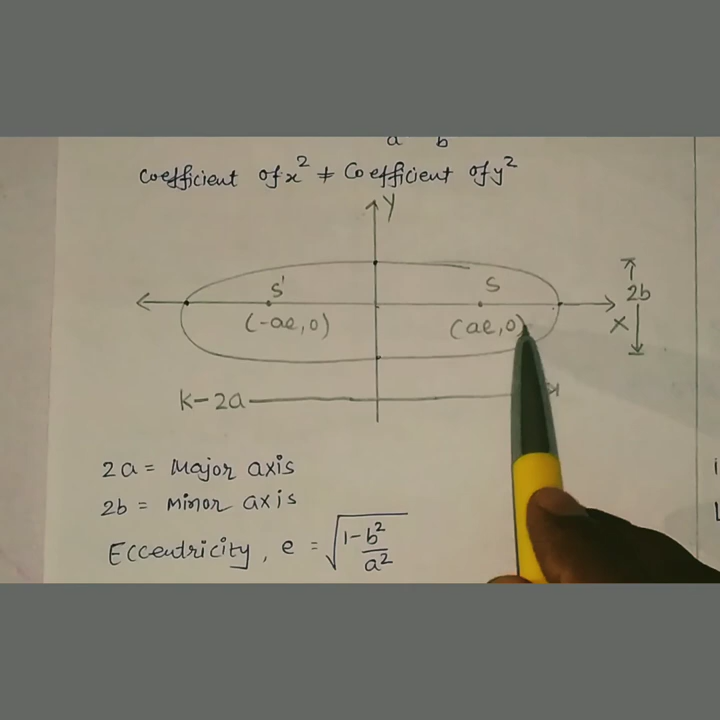 a b
Coefficient of x² ≠ Coefficient of y²
Y
S' S
2b
(-ae,0) (ae,0) X
K-2a
2a = Major axis
2b = Minor axis
Eccentricity, e = √(1-b²/a²)